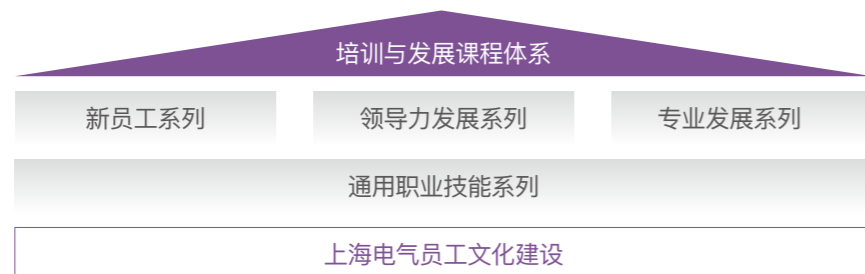 培训与发展课程体系
新员工系列
领导力发展系列
专业发展系列
通用职业技能系列
上海电气员工文化建设